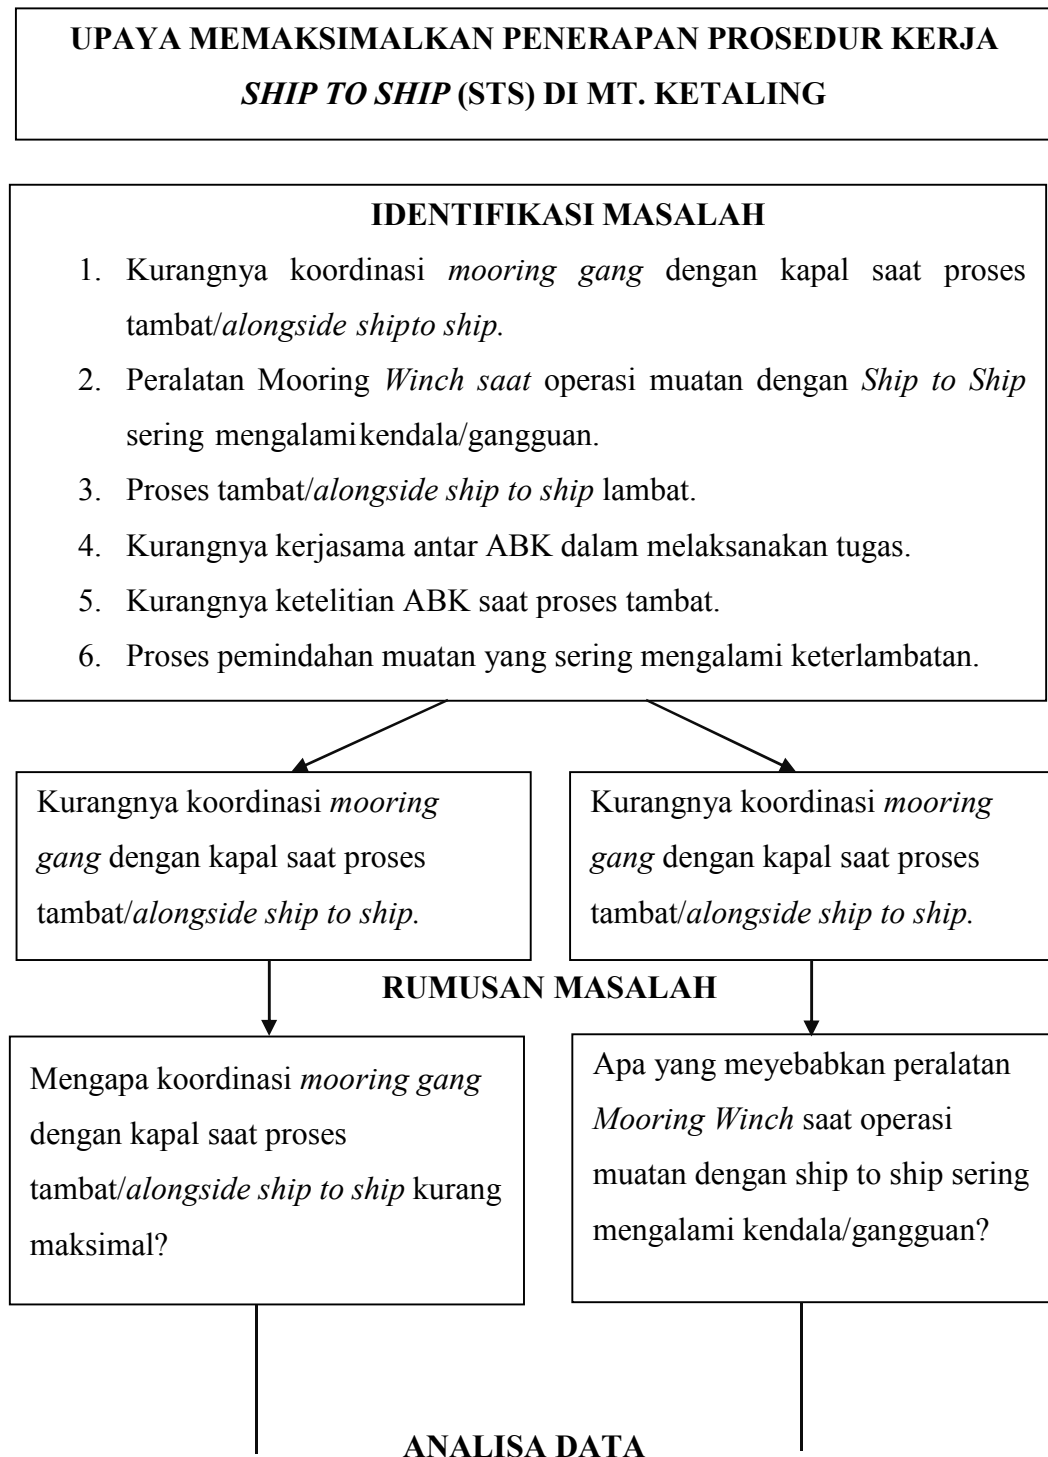 UPAYA MEMAKSIMALKAN PENERAPAN PROSEDUR KERJA
SHIP TO SHIP (STS) DI MT. KETALING
IDENTIFIKASI MASALAH
1. Kurangnya koordinasi mooring gang dengan kapal saat proses
tambat/alongside shipto ship.
2. Peralatan Mooring Winch saat operasi muatan dengan Ship to Ship
sering mengalamikendala/gangguan.
3. Proses tambat/alongside ship to ship lambat.
4. Kurangnya kerjasama antar ABK dalam melaksanakan tugas.
5. Kurangnya ketelitian ABK saat proses tambat.
6. Proses pemindahan muatan yang sering mengalami keterlambatan.
Kurangnya koordinasi mooring
gang dengan kapal saat proses
tambat/alongside ship to ship.
Kurangnya koordinasi mooring
gang dengan kapal saat proses
tambat/alongside ship to ship.
RUMUSAN MASALAH
Mengapa koordinasi mooring gang
dengan kapal saat proses
tambat/alongside ship to ship kurang
maksimal?
Apa yang meyebabkan peralatan
Mooring Winch saat operasi
muatan dengan ship to ship sering
mengalami kendala/gangguan?
ANALISA DATA